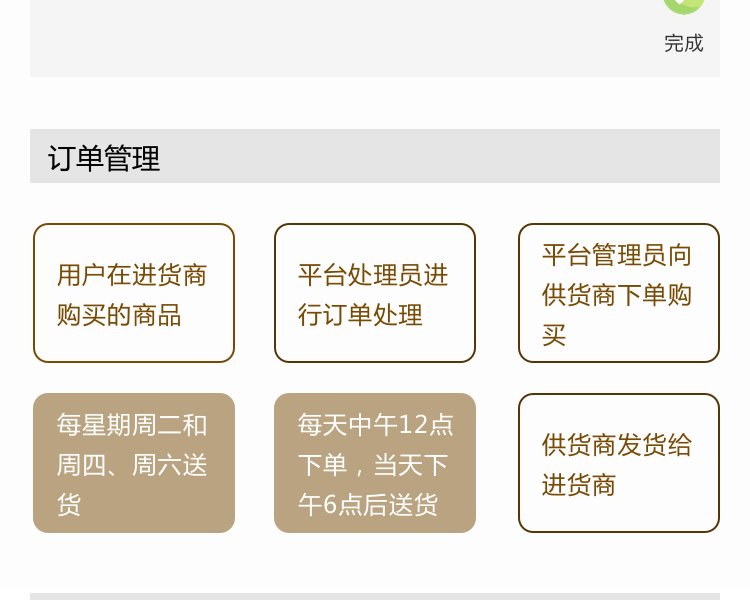 完成
订单管理
用户在进货商
购买的商品
平台处理员进
行订单处理
平台管理员向
供货商下单购
买
每星期周二和
周四、周六送
货
每天中午12点
下单，当天下
午6点后送货
供货商发货给
进货商